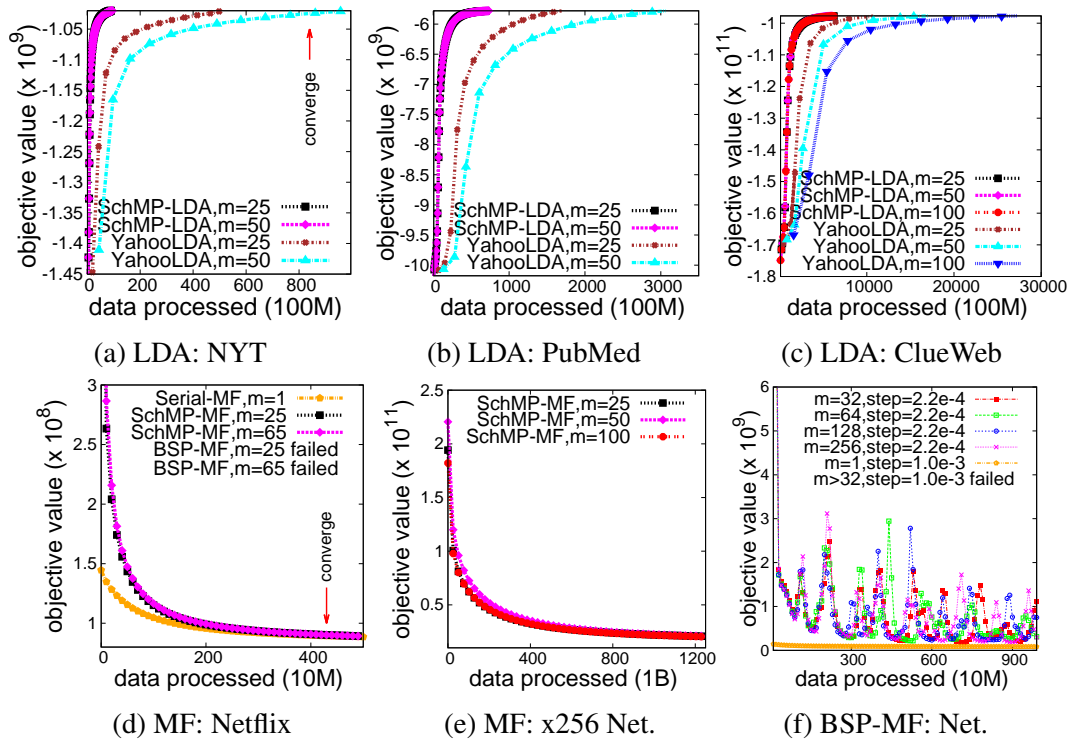 objective value (x 10^9)
-1.05
-1.1
-1.15
-1.2
-1.25
-1.3
-1.35
-1.4
-1.45
converge
SchMP-LDA,m=25
SchMP-LDA,m=50
YahooLDA,m=25
YahooLDA,m=50
0 200 400 600 800
data processed (100M)
(a) LDA: NYT
objective value (x 10^9)
-6
-7
-8
-9
-10
SchMP-LDA,m=25
SchMP-LDA,m=50
YahooLDA,m=25
YahooLDA,m=50
0 1000 2000 3000
data processed (100M)
(b) LDA: PubMed
objective value (x 10^11)
-1
-1.1
-1.2
-1.3
-1.4
-1.5
-1.6
-1.7
-1.8
SchMP-LDA,m=25
SchMP-LDA,m=50
SchMP-LDA,m=100
YahooLDA,m=25
YahooLDA,m=50
YahooLDA,m=100
0 10000 20000 30000
data processed (100M)
(c) LDA: ClueWeb
objective value (x 10^8)
3
2
1
Serial-MF,m=1
SchMP-MF,m=25
SchMP-MF,m=65
BSP-MF,m=25 failed
BSP-MF,m=65 failed
converge
0 200 400
data processed (10M)
(d) MF: Netflix
objective value (x 10^11)
2.5
2
1.5
1
0.5
SchMP-MF,m=25
SchMP-MF,m=50
SchMP-MF,m=100
0 400 800 1200
data processed (1B)
(e) MF: x256 Net.
objective value (x 10^9)
6
5
4
3
2
1
0
m=32,step=2.2e-4
m=64,step=2.2e-4
m=128,step=2.2e-4
m=256,step=2.2e-4
m=1,step=1.0e-3
m>32,step=1.0e-3 failed
300 600 900
data processed (10M)
(f) BSP-MF: Net.